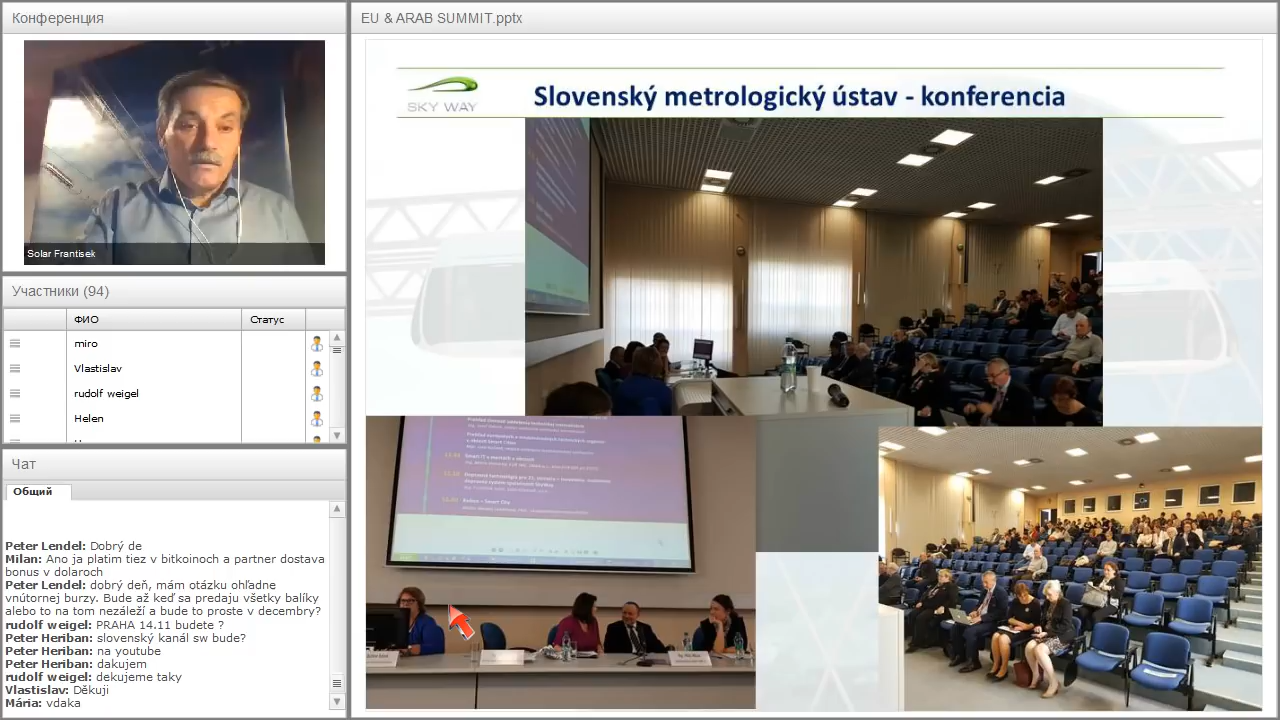 Конференция
Solar Frantisek
Участники (94)
ФИО
Статус
miro
Vlastislav
rudolf weigel
Helen
Чат
Общий
Peter Lendel: Dobrý de
Milan: Ano ja platim tiez v bitkoinoch a partner dostava
bonus v dolaroch
Peter Lendel: dobrý deň, mám otázku ohľadne
vnútornej burzy. Bude až keď sa predaju všetky balíky
alebo to na tom nezáleží a bude to proste v decembry?
rudolf weigel: PRAHA 14.11 budete ?
Peter Heriban: slovenský kanál sw bude?
Peter Heriban: na youtube
Peter Heriban: dakujem
rudolf weigel: dekujeme taky
Vlastislav: Děkuji
Mária: vdaka
EU & ARAB SUMMIT.pptx
SKY WAY
Slovenský metrologický ústav - konferencia